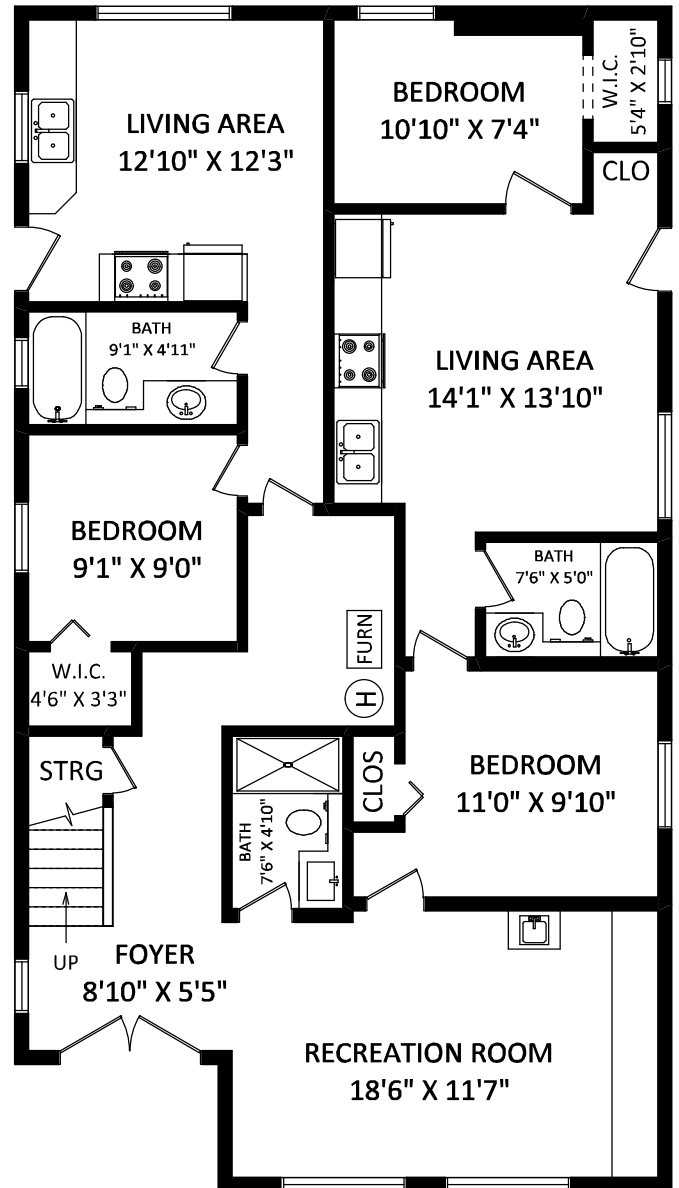 LIVING AREA
12'10" X 12'3"
BEDROOM
10'10" X 7'4"
W.I.C.
5'4" X 2'10"
CLO
BATH
9'1" X 4'11"
LIVING AREA
14'1" X 13'10"
BEDROOM
9'1" X 9'0"
BATH
7'6" X 5'0"
FURN
H
W.I.C.
4'6" X 3'3"
STRG
CLOS
BEDROOM
11'0" X 9'10"
BATH
7'6" X 4'10"
UP
FOYER
8'10" X 5'5"
RECREATION ROOM
18'6" X 11'7"